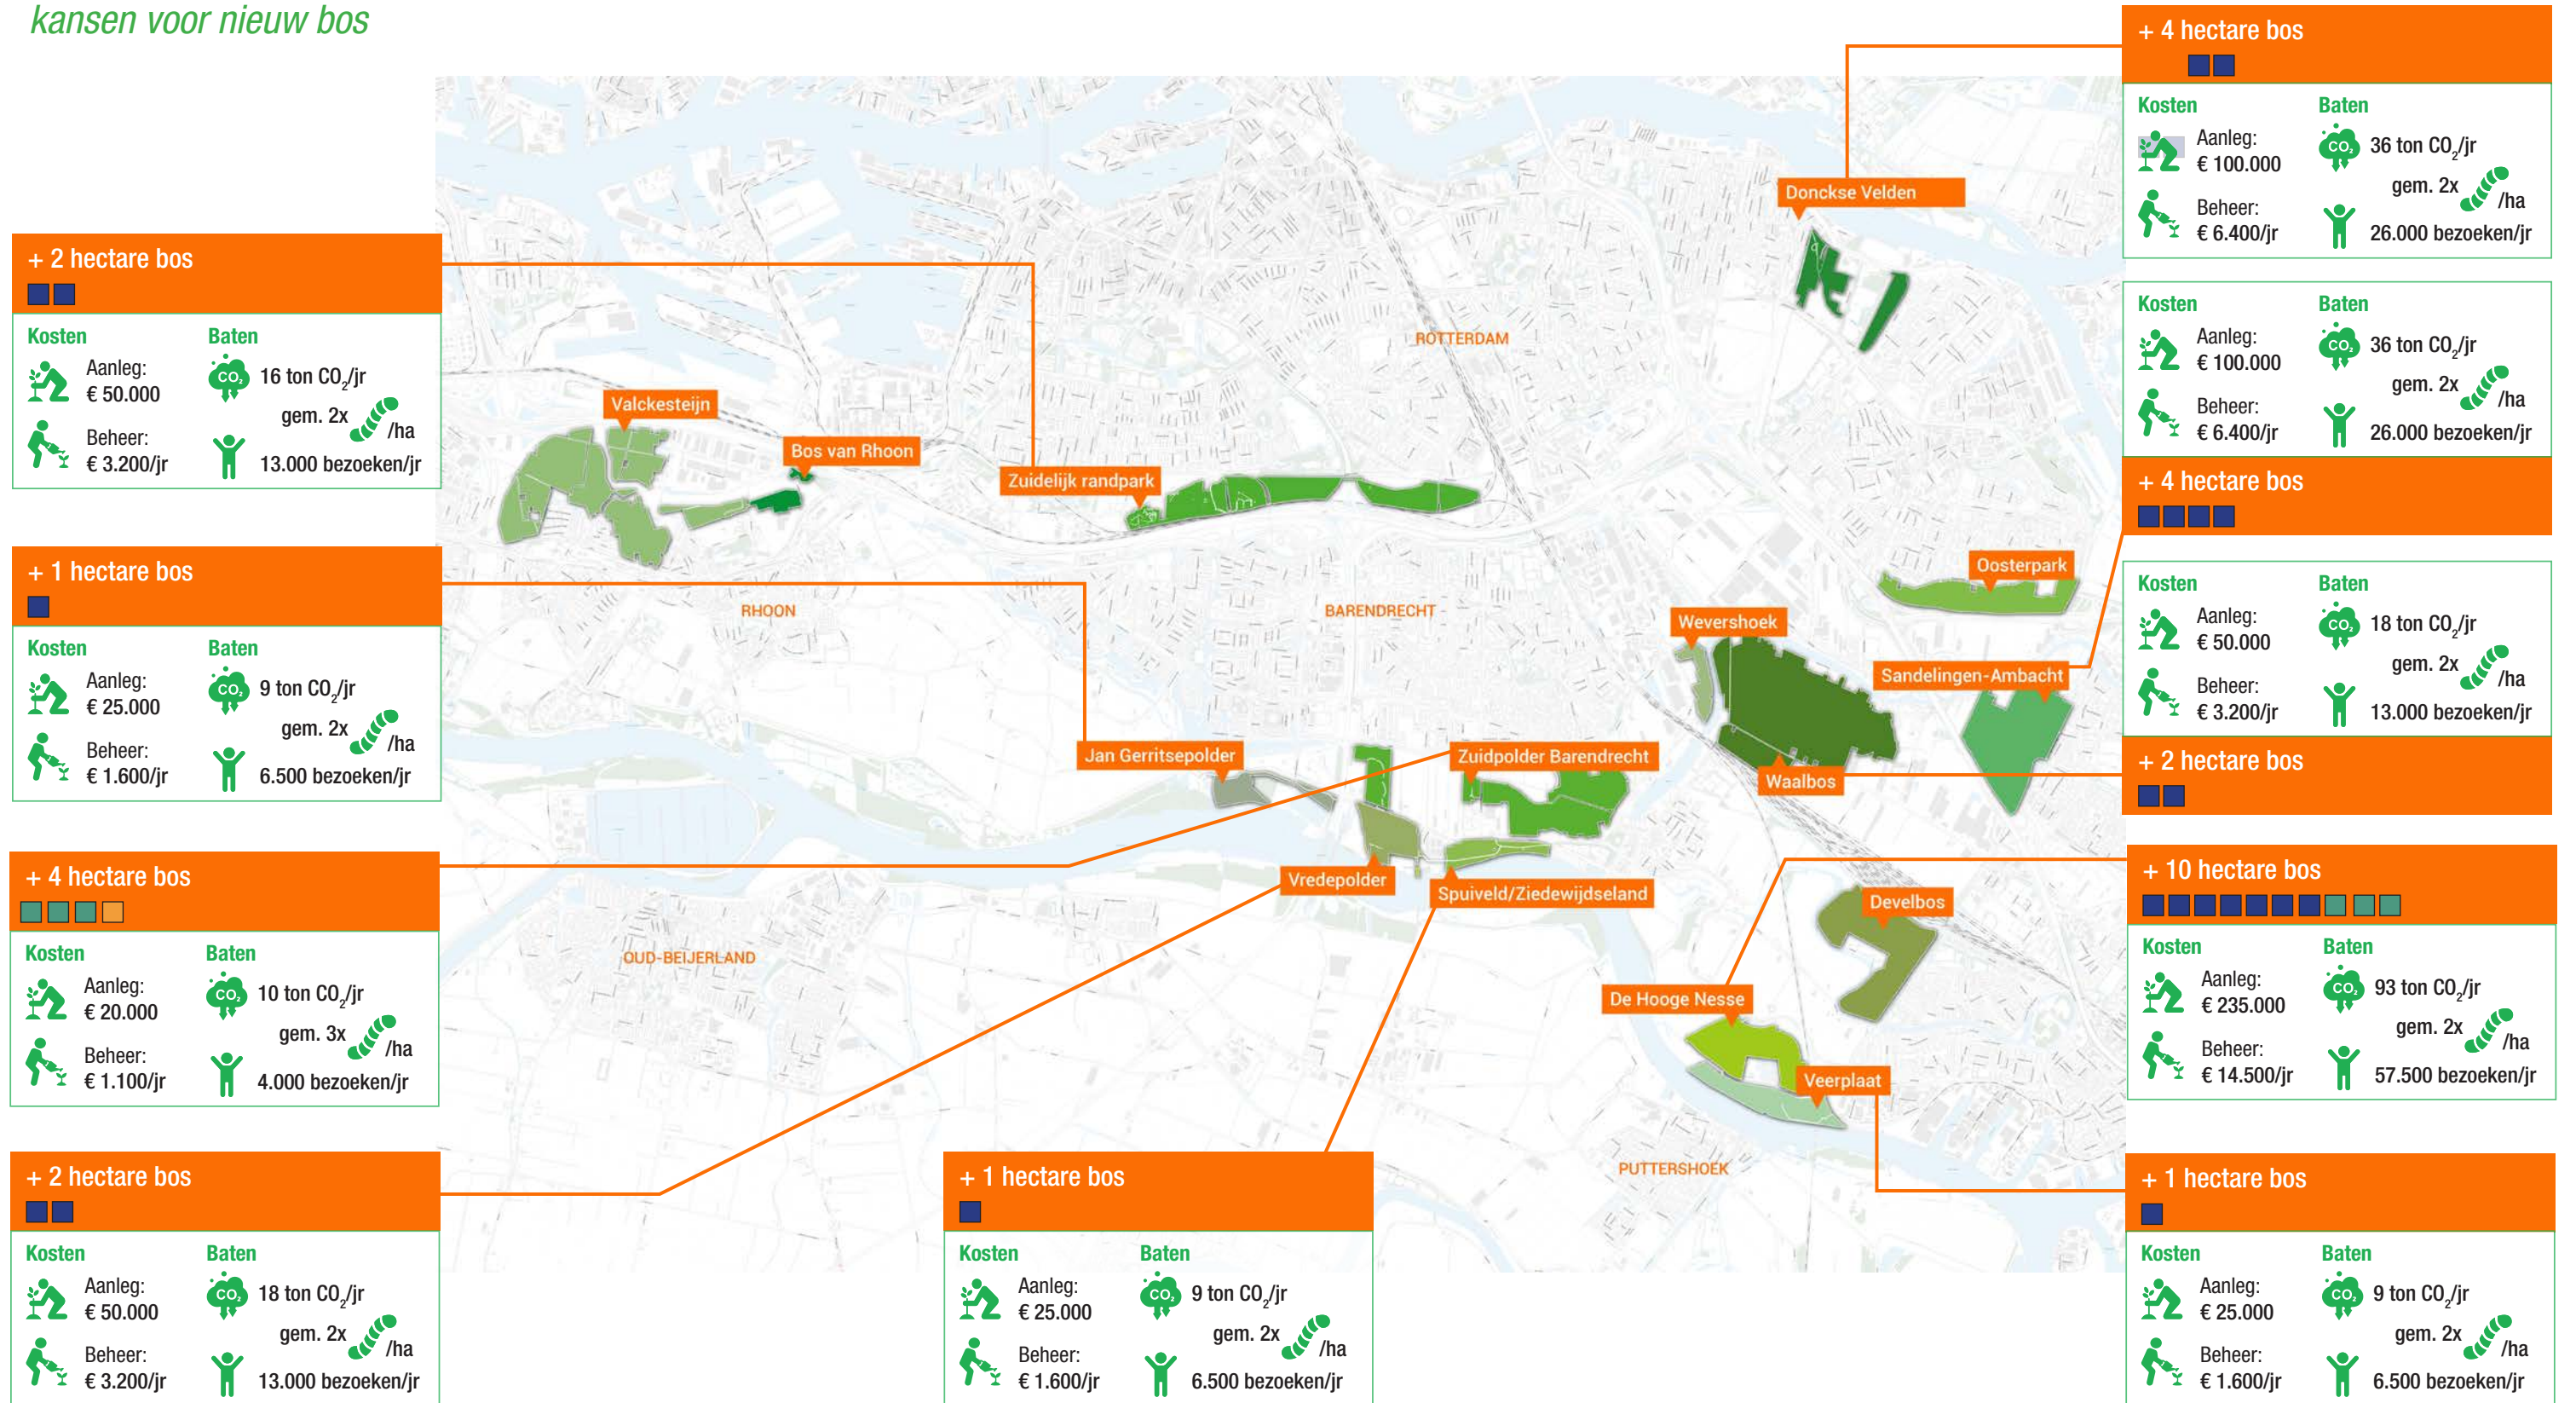 kansen voor nieuw bos
+ 2 hectare bos
Kosten
Baten
Aanleg:
€ 50.000
CO2
16 ton CO2/jr
gem. 2x
/ha
Beheer:
€ 3.200/jr
13.000 bezoeken/jr
+ 1 hectare bos
Kosten
Baten
Aanleg:
€ 25.000
CO2
9 ton CO2/jr
gem. 2x
/ha
Beheer:
€ 1.600/jr
6.500 bezoeken/jr
+ 4 hectare bos
Kosten
Baten
Aanleg:
€ 20.000
CO2
10 ton CO2/jr
gem. 3x
/ha
Beheer:
€ 1.100/jr
4.000 bezoeken/jr
+ 2 hectare bos
Kosten
Baten
Aanleg:
€ 50.000
CO2
18 ton CO2/jr
gem. 2x
/ha
Beheer:
€ 3.200/jr
13.000 bezoeken/jr
Donckse Velden
ROTTERDAM
Valckesteijn
Bos van Rhoon
Zuidelijk randpark
Oosterpark
RHOON
BARENDRECHT
Wevershoek
Sandelingen-Ambacht
Jan Gerritsepolder
Zuidpolder Barendrecht
Waalbos
Vredepolder
Spuiveld/Ziedewijdseland
Develbos
OUD-BEIJERLAND
De Hooge Nesse
Veerplaat
PUTTERSHOEK
+ 1 hectare bos
Kosten
Baten
Aanleg:
€ 25.000
CO2
9 ton CO2/jr
gem. 2x
/ha
Beheer:
€ 1.600/jr
6.500 bezoeken/jr
+ 4 hectare bos
Kosten
Baten
Aanleg:
€ 100.000
CO2
36 ton CO2/jr
gem. 2x
/ha
Beheer:
€ 6.400/jr
26.000 bezoeken/jr
Kosten
Baten
Aanleg:
€ 100.000
CO2
36 ton CO2/jr
gem. 2x
/ha
Beheer:
€ 6.400/jr
26.000 bezoeken/jr
+ 4 hectare bos
Kosten
Baten
Aanleg:
€ 50.000
CO2
18 ton CO2/jr
gem. 2x
/ha
Beheer:
€ 3.200/jr
13.000 bezoeken/jr
+ 2 hectare bos
+ 10 hectare bos
Kosten
Baten
Aanleg:
€ 235.000
CO2
93 ton CO2/jr
gem. 2x
/ha
Beheer:
€ 14.500/jr
57.500 bezoeken/jr
+ 1 hectare bos
Kosten
Baten
Aanleg:
€ 25.000
CO2
9 ton CO2/jr
gem. 2x
/ha
Beheer:
€ 1.600/jr
6.500 bezoeken/jr